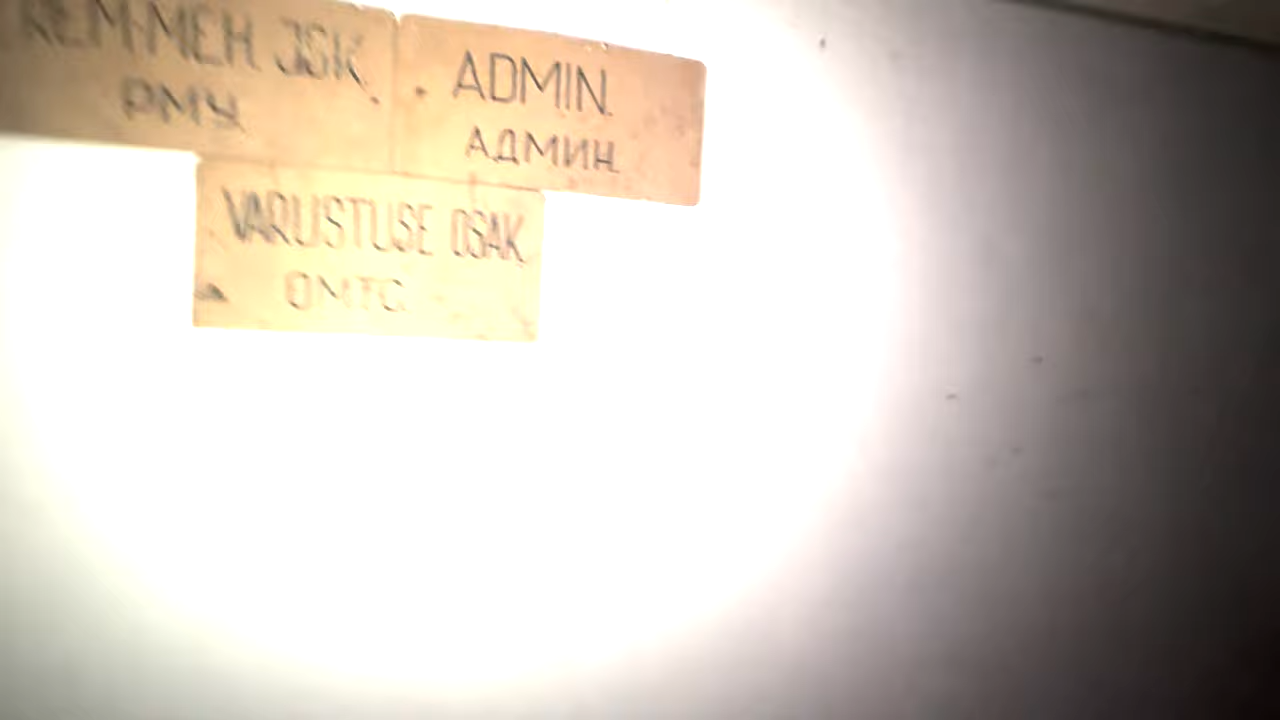 REM-MEH. JSK.
РМУ.
ADMIN.
АДМИН.
VARUSTUSE OSAK.
ОМТС.